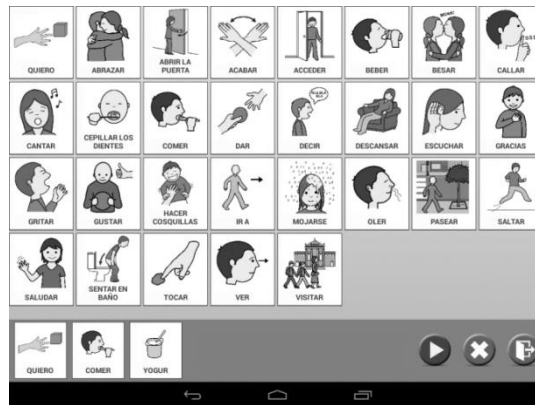 QUIERO
ABRAZAR
ABRIR LA
PUERTA
ACABAR
ACCEDER
BEBER
BESAR
CALLAR
CANTAR
CEPILLAR LOS
DIENTES
COMER
DAR
DECIR
DESCANSAR
ESCUCHAR
GRACIAS
GRITAR
GUSTAR
HACER
COSQUILLAS
IR A
MOJARSE
OLER
PASEAR
SALTAR
SALUDAR
SENTAR EN
BAÑO
TOCAR
VER
VISITAR
QUIERO
COMER
YOGUR